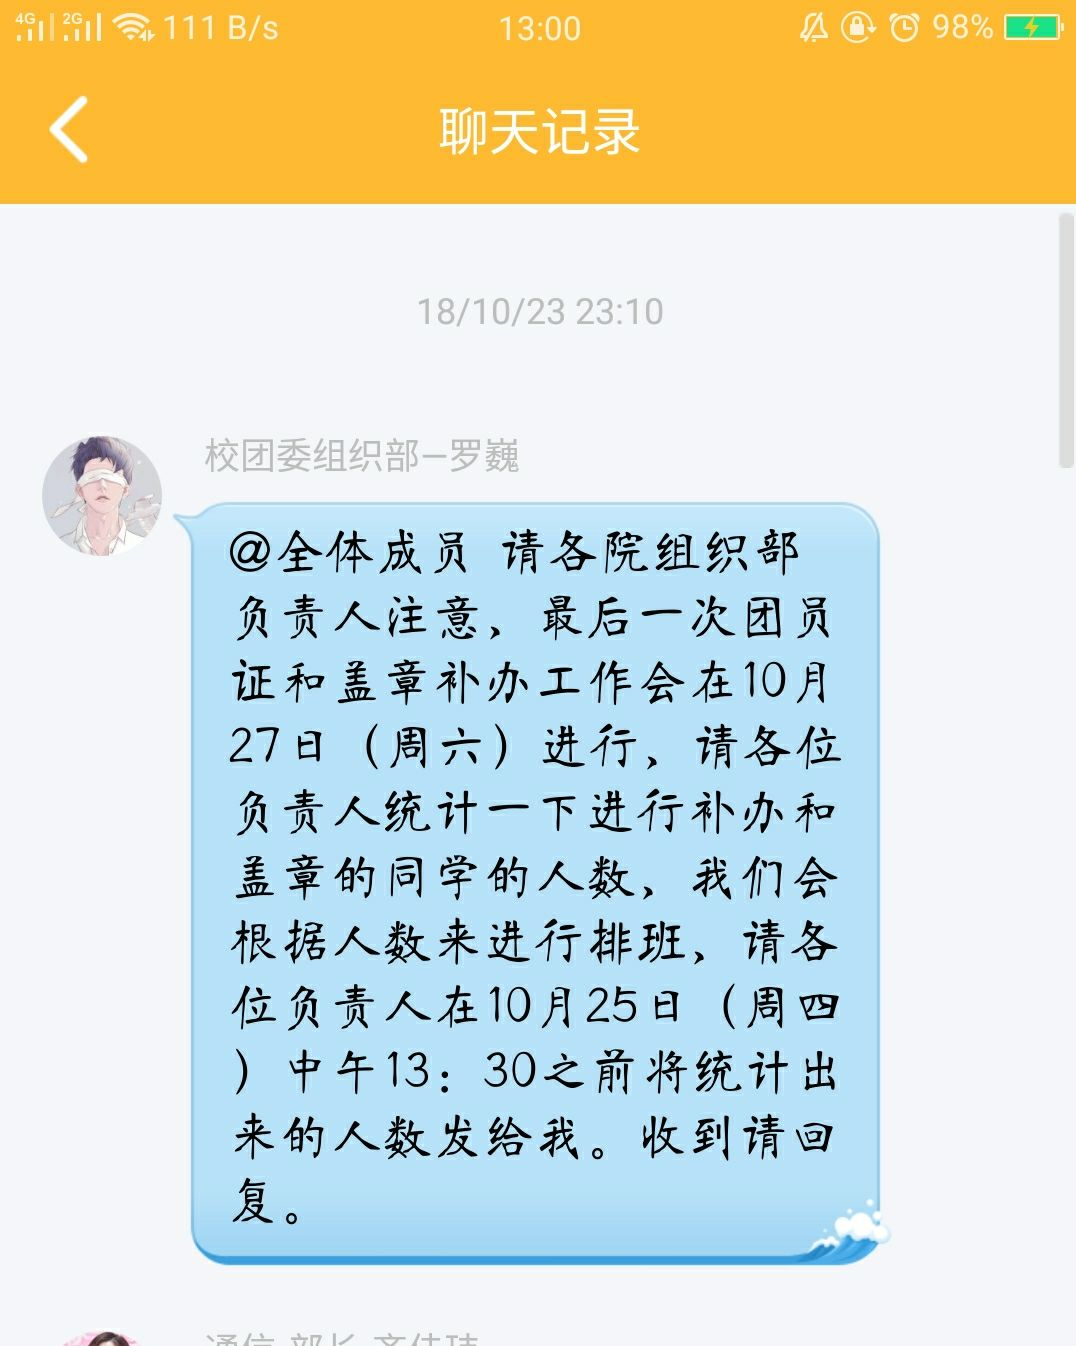 4G 2G 111 B/s 13:00 98%
聊天记录
18/10/23 23:10
校团委组织部–罗巍
@全体成员 请各院组织部
负责人注意，最后一次团员
证和盖章补办工作会在10月
27日（周六）进行，请各位
负责人统计一下进行补办和
盖章的同学的人数，我们会
根据人数来进行排班，请各
位负责人在10月25日（周四
）中午13：30之前将统计出
来的人数发给我。收到请回
复。
通信 部长